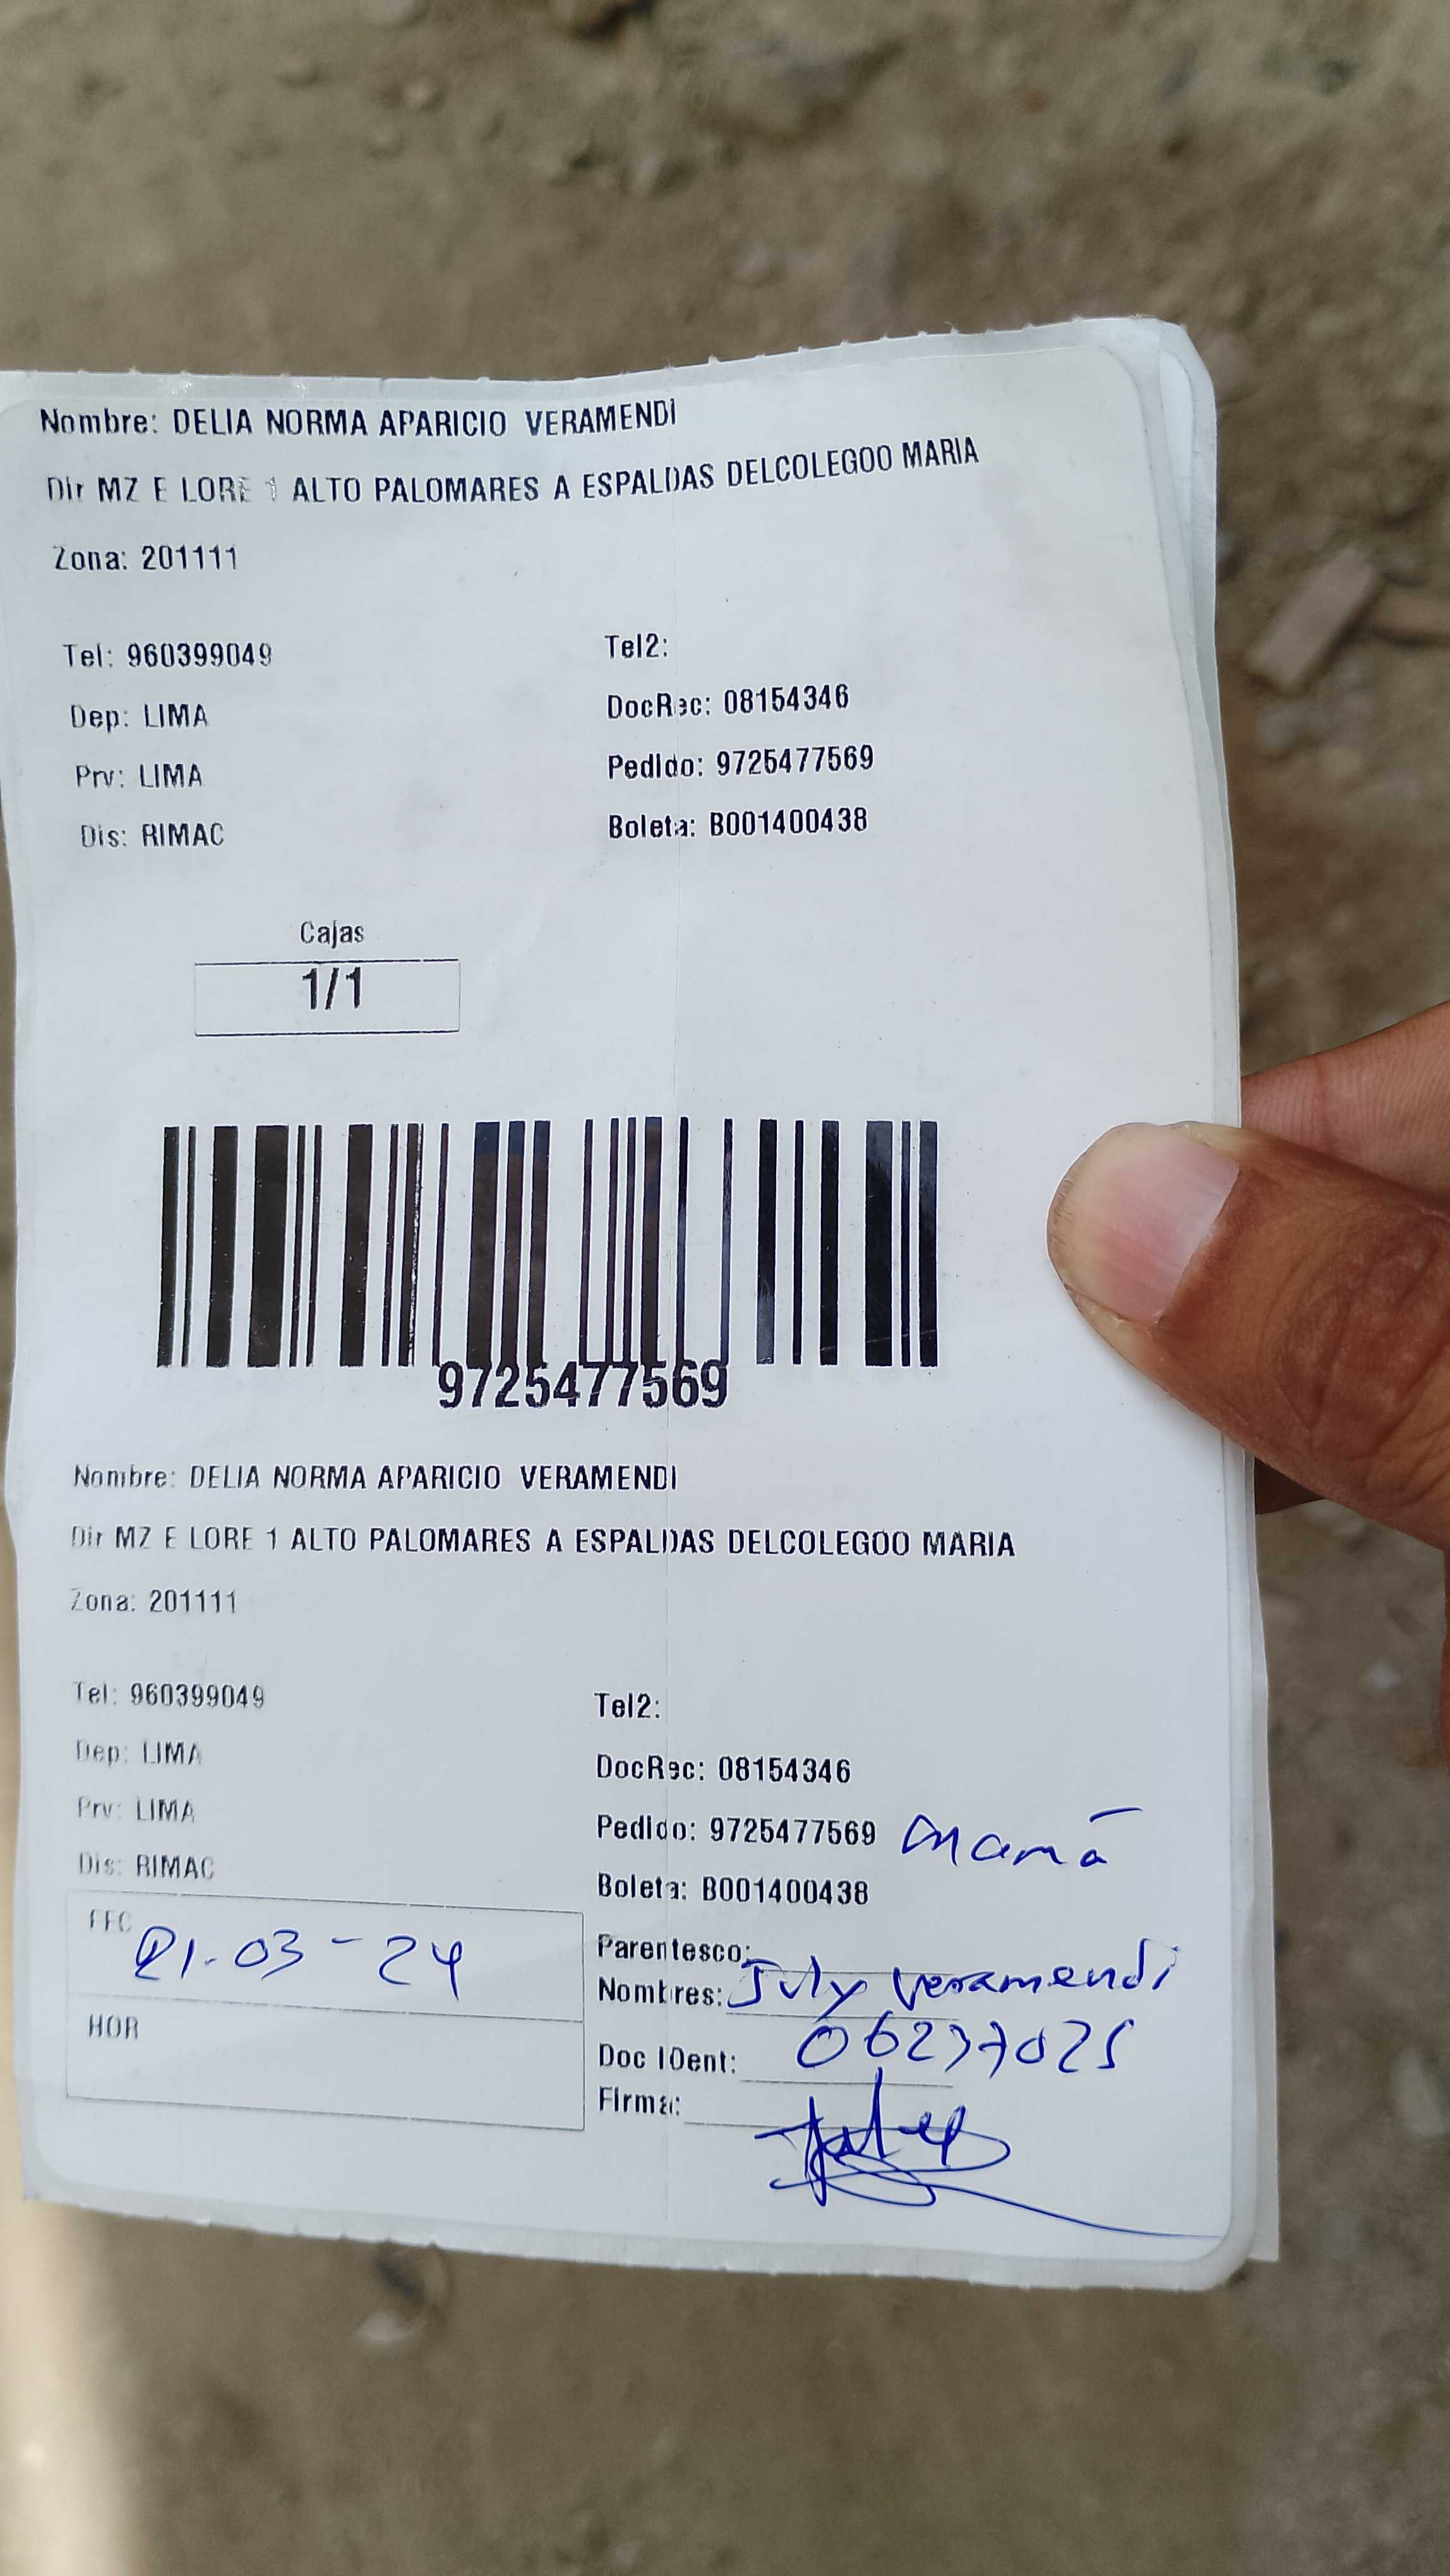 Nombre: DELIA NORMA APARICIO VERAMENDI
Dir MZ E LORE 1 ALTO PALOMARES A ESPALDAS DELCOLEGOO MARIA
Zona: 201111
Tel: 960399049 Tel2:
Dep: LIMA DocRec: 08154346
Prv: LIMA Pedido: 9725477569
Dis: RIMAC Boleta: B001400438
Cajas
1/1
9725477569
Nombre: DELIA NORMA APARICIO VERAMENDI
Dir MZ E LORE 1 ALTO PALOMARES A ESPALDAS DELCOLEGOO MARIA
Zona: 201111
Tel: 960399049 Tel2:
Dep: LIMA DocRec: 08154346
Prv: LIMA Pedido: 9725477569 mamá
Dis: RIMAC Boleta: B001400438
FEC 21-03-24 Parentesco:
Nombres: July Veramendi
HOR Doc IDent: 06237025
Firma: